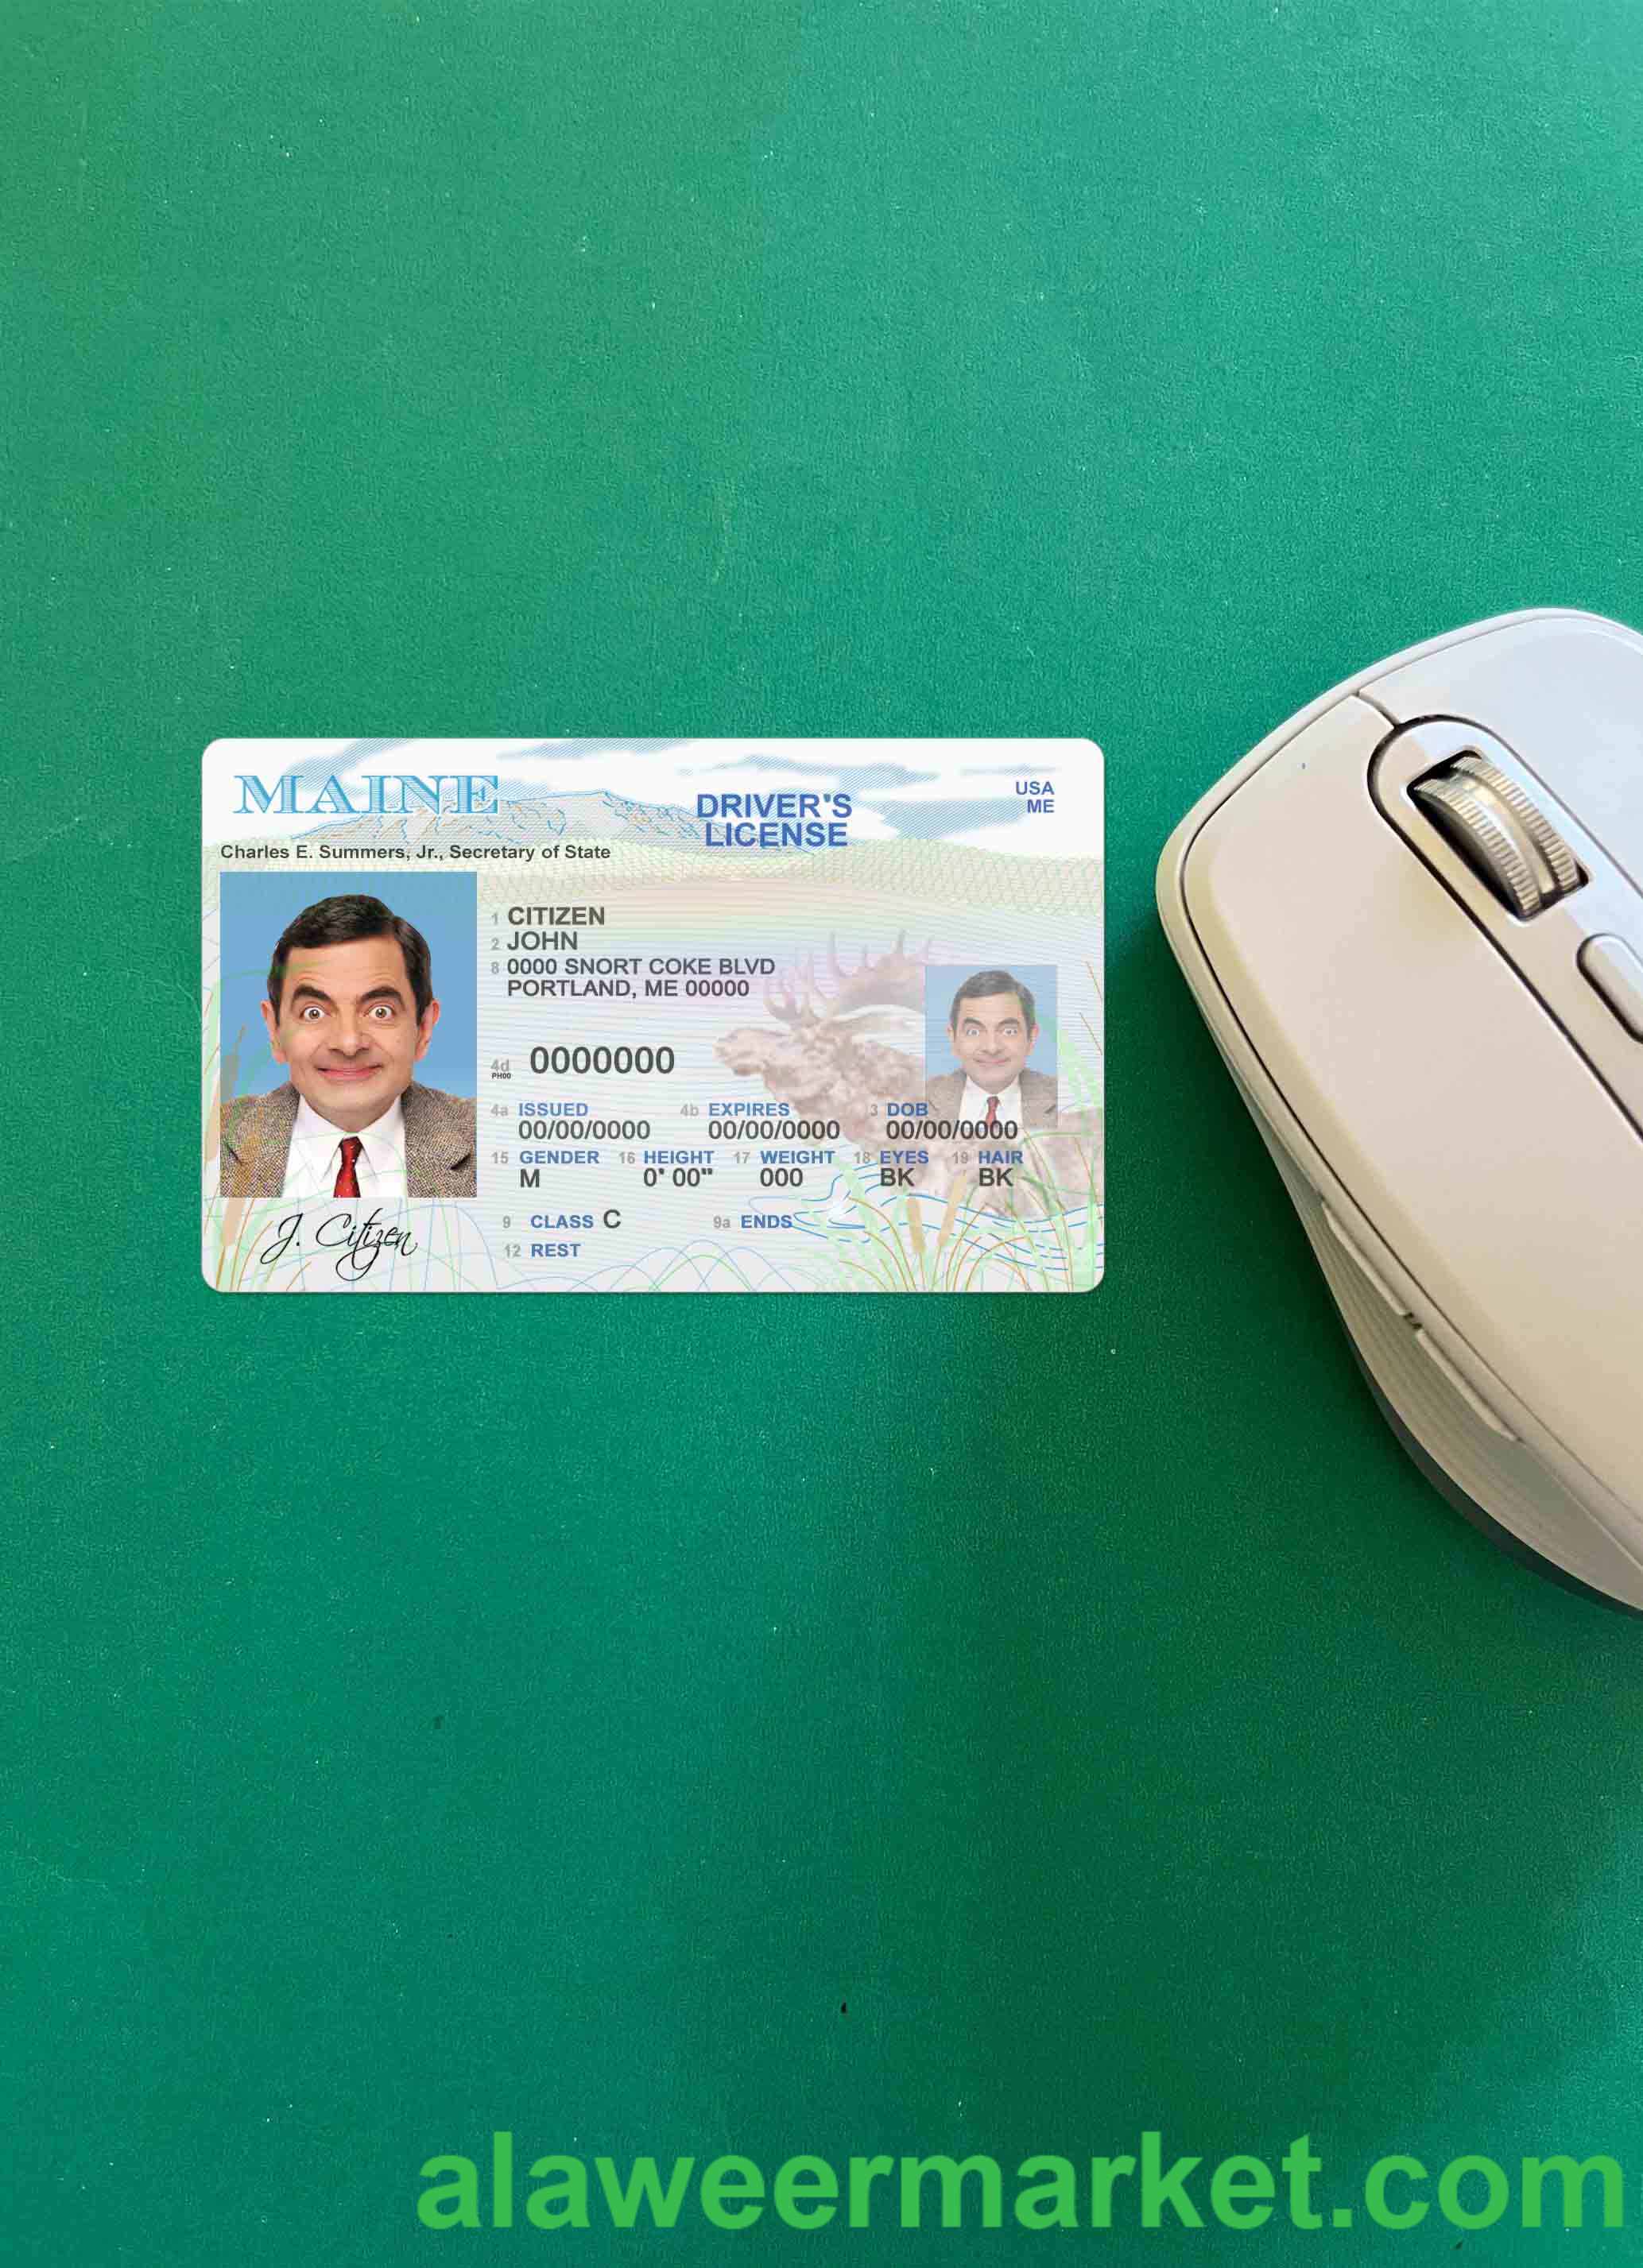 MAINE
DRIVER'S
LICENSE
USA
ME
Charles E. Summers, Jr., Secretary of State
1 CITIZEN
2 JOHN
8 0000 SNORT COKE BLVD
PORTLAND, ME 00000
4d 0000000
PH00
4a ISSUED 4b EXPIRES 3 DOB
00/00/0000 00/00/0000 00/00/0000
15 GENDER 16 HEIGHT 17 WEIGHT 18 EYES 19 HAIR
M 0' 00" 000 BK BK
J. Citizen
9 CLASS C 9a ENDS
12 REST
alaweermarket.com